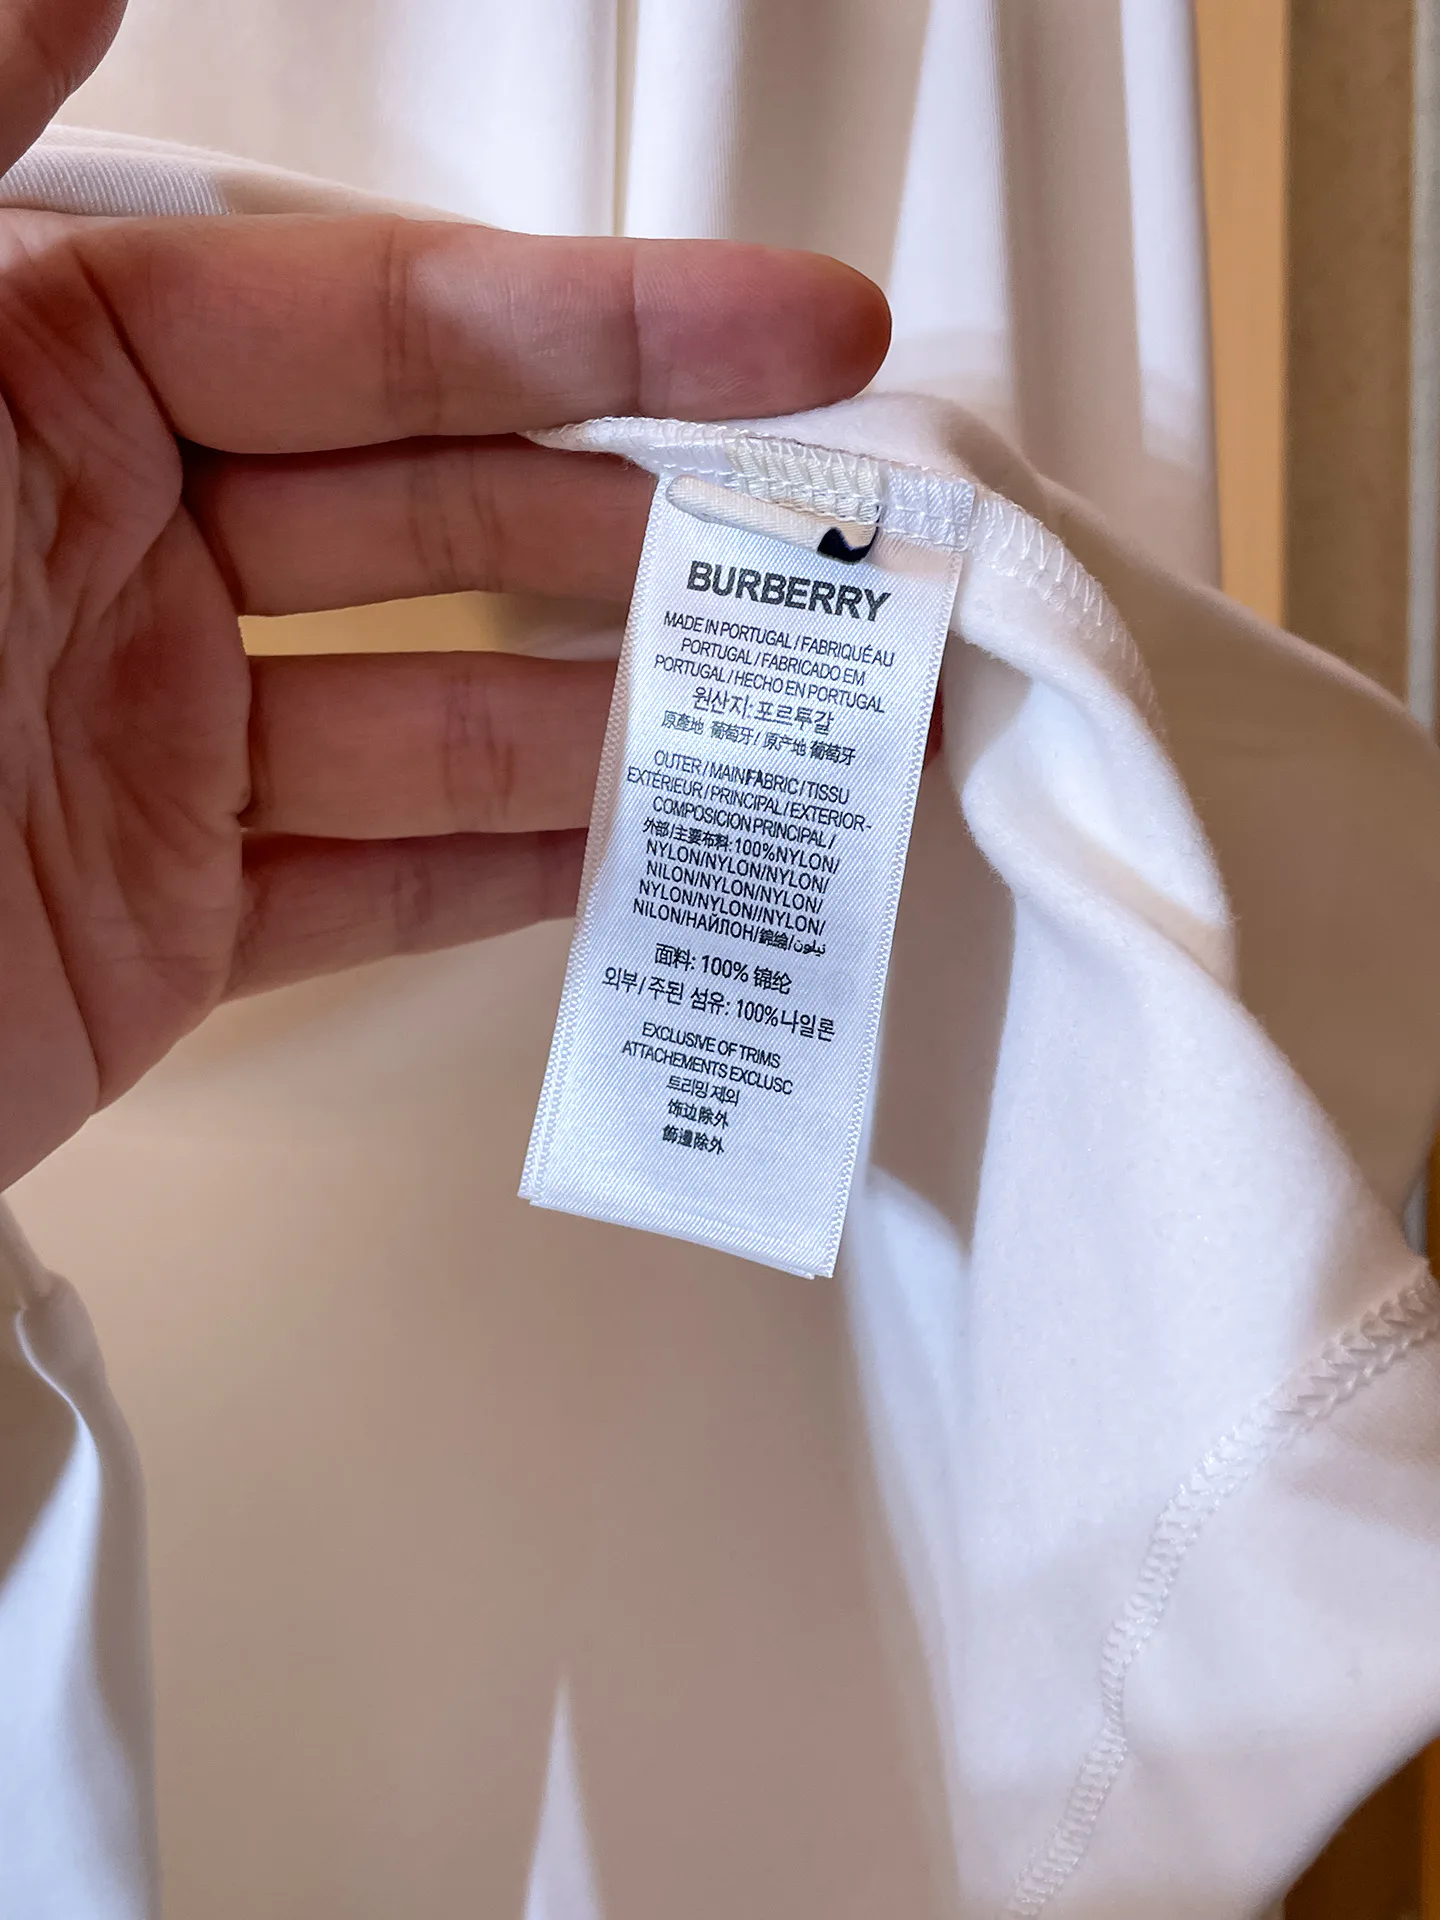 BURBERRY
MADE IN PORTUGAL / FABRIQUÉ AU
PORTUGAL / FABRICADO EM
PORTUGAL / HECHO EN PORTUGAL
원산지: 포르투갈
原產地 葡萄牙 / 原产地 葡萄牙
OUTER / MAIN FABRIC / TISSU
EXTÉRIEUR / PRINCIPAL / EXTERIOR-
COMPOSICION PRINCIPAL /
外部/主要布料: 100% NYLON/
NYLON/NYLON/NYLON/
NILON/NYLON/NYLON/
NYLON/NYLON//NYLON/
NILON/НАЙЛОН/錦綸/نيلون
面料: 100% 锦纶
외부 / 주된 섬유: 100% 나일론
EXCLUSIVE OF TRIMS
ATTACHEMENTS EXCLUSC
트리밍 제외
饰边除外
飾邊除外